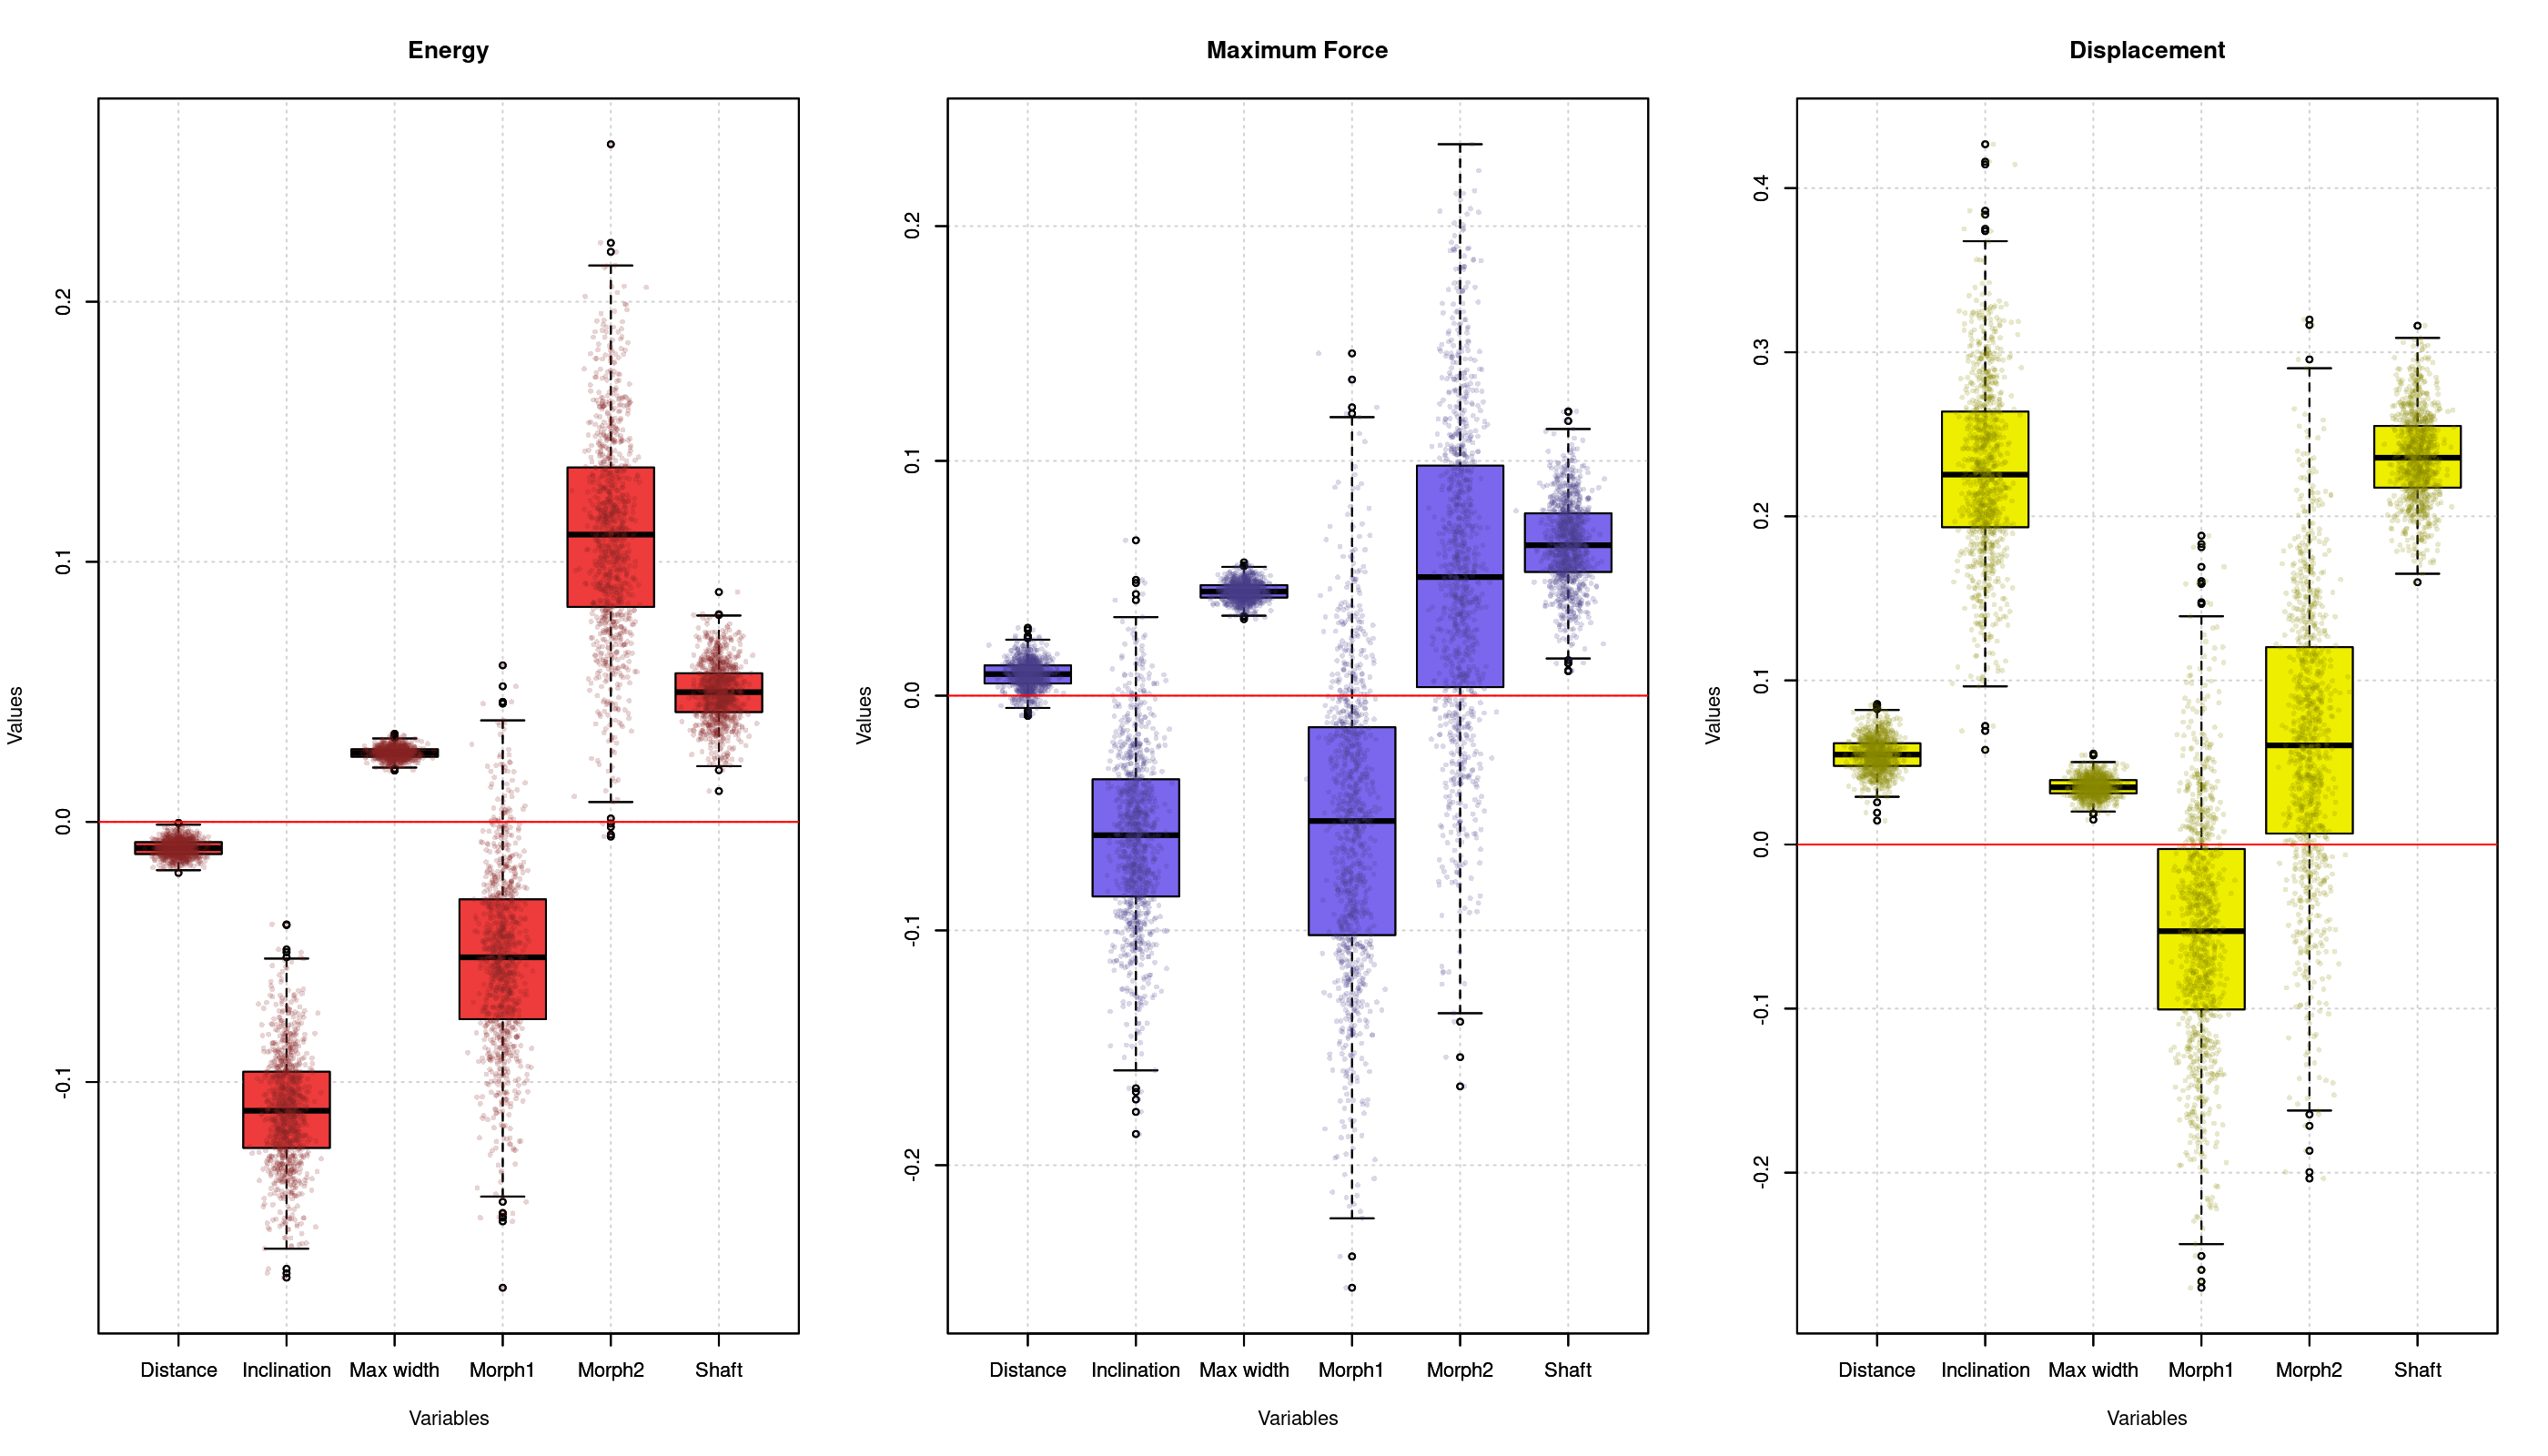 Energy
Values
0.2
0.1
0.0
-0.1
Distance Inclination Max width Morph1 Morph2 Shaft
Variables
Maximum Force
Values
0.2
0.1
0.0
-0.1
-0.2
Distance Inclination Max width Morph1 Morph2 Shaft
Variables
Displacement
Values
0.4
0.3
0.2
0.1
0.0
-0.1
-0.2
Distance Inclination Max width Morph1 Morph2 Shaft
Variables